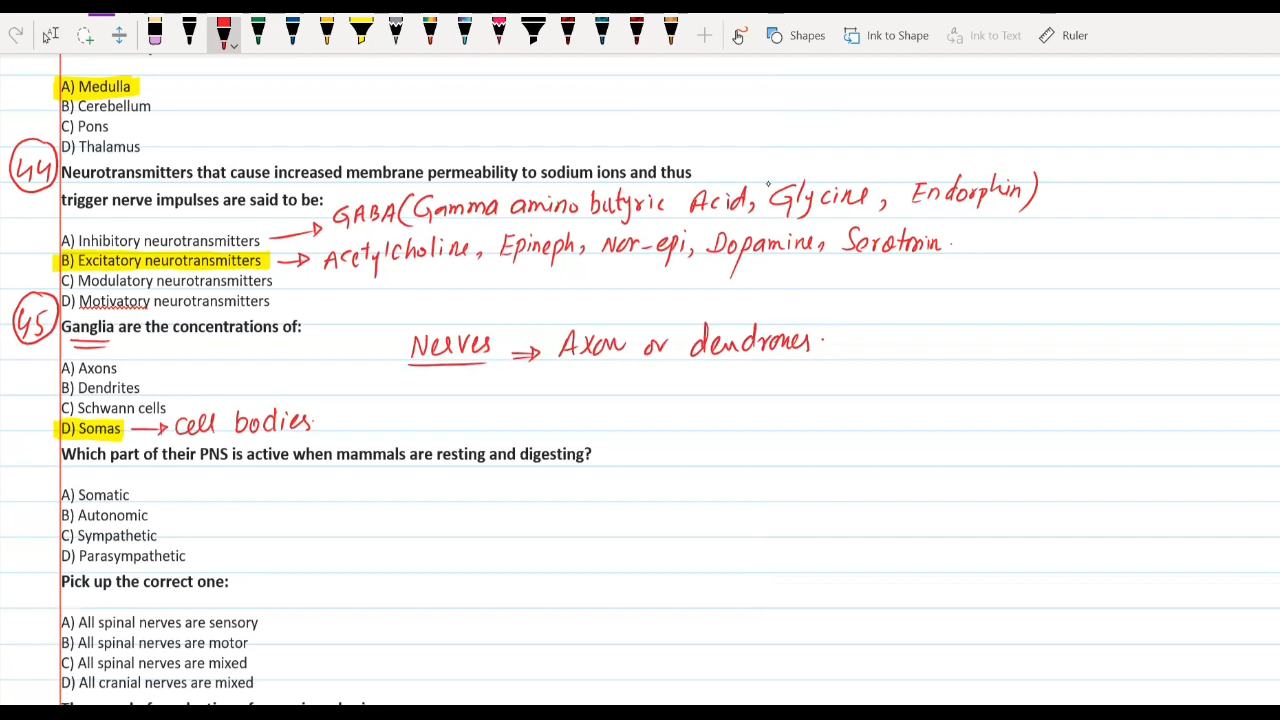 Shapes Ink to Shape Ink to Text Ruler
A) Medulla
B) Cerebellum
C) Pons
D) Thalamus
44 Neurotransmitters that cause increased membrane permeability to sodium ions and thus
trigger nerve impulses are said to be:
GABA (Gamma amino butyric Acid, Glycine, Endorphin)
A) Inhibitory neurotransmitters
Acetylcholine, Epineph, Nor-epi, Dopamine, Serotonin.
B) Excitatory neurotransmitters
C) Modulatory neurotransmitters
D) Motivatory neurotransmitters
45 Ganglia are the concentrations of:
Nerves ⇒ Axon or dendrones.
A) Axons
B) Dendrites
C) Schwann cells
D) Somas → Cell bodies.
Which part of their PNS is active when mammals are resting and digesting?
A) Somatic
B) Autonomic
C) Sympathetic
D) Parasympathetic
Pick up the correct one:
A) All spinal nerves are sensory
B) All spinal nerves are motor
C) All spinal nerves are mixed
D) All cranial nerves are mixed